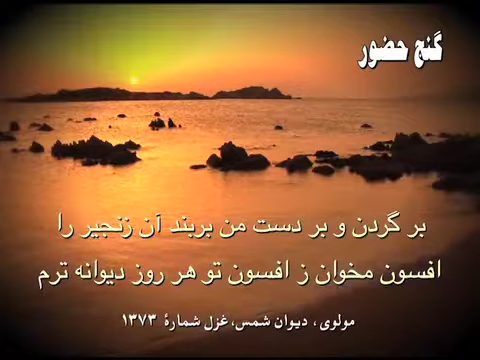 گنج حضور
بر گردن و بر دست من بربند آن زنجیر را
افسون مخوان ز افسون تو هر روز دیوانه ترم
مولوی، دیوان شمس، غزل شمارهٔ ۱۳۷۳